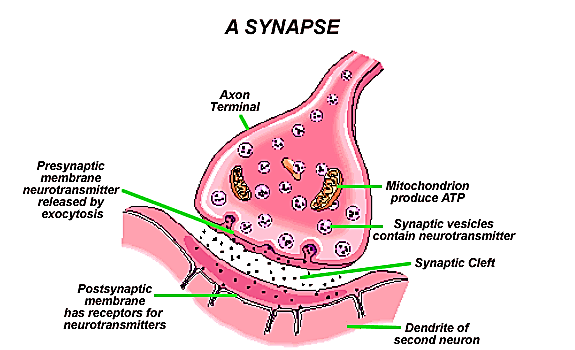 A SYNAPSE
Axon
Terminal
Presynaptic
membrane
neurotransmitter
released by
exocytosis
Mitochondrion
produce ATP
Synaptic vesicles
contain neurotransmitter
Synaptic Cleft
Postsynaptic
membrane
has receptors for
neurotransmitters
Dendrite of
second neuron